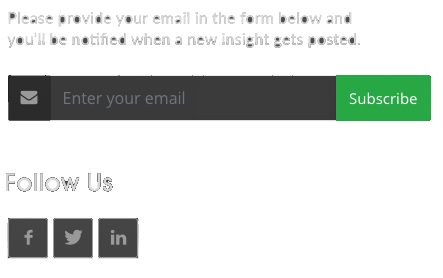 Please provide your email in the form below and
you'll be notified when a new insight gets posted.
Enter your email
Subscribe
Follow Us